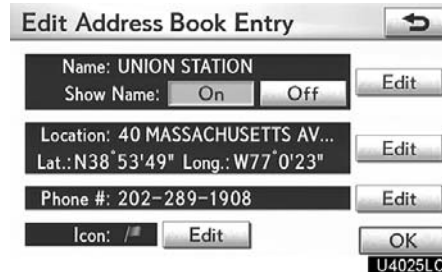 Edit Address Book Entry
Name: UNION STATION
Show Name: On Off
Edit
Location: 40 MASSACHUSETTS AV...
Lat.:N38°53'49" Long.:W77°0'23"
Edit
Phone #: 202-289-1908
Edit
Icon: Edit
OK
U4025LC